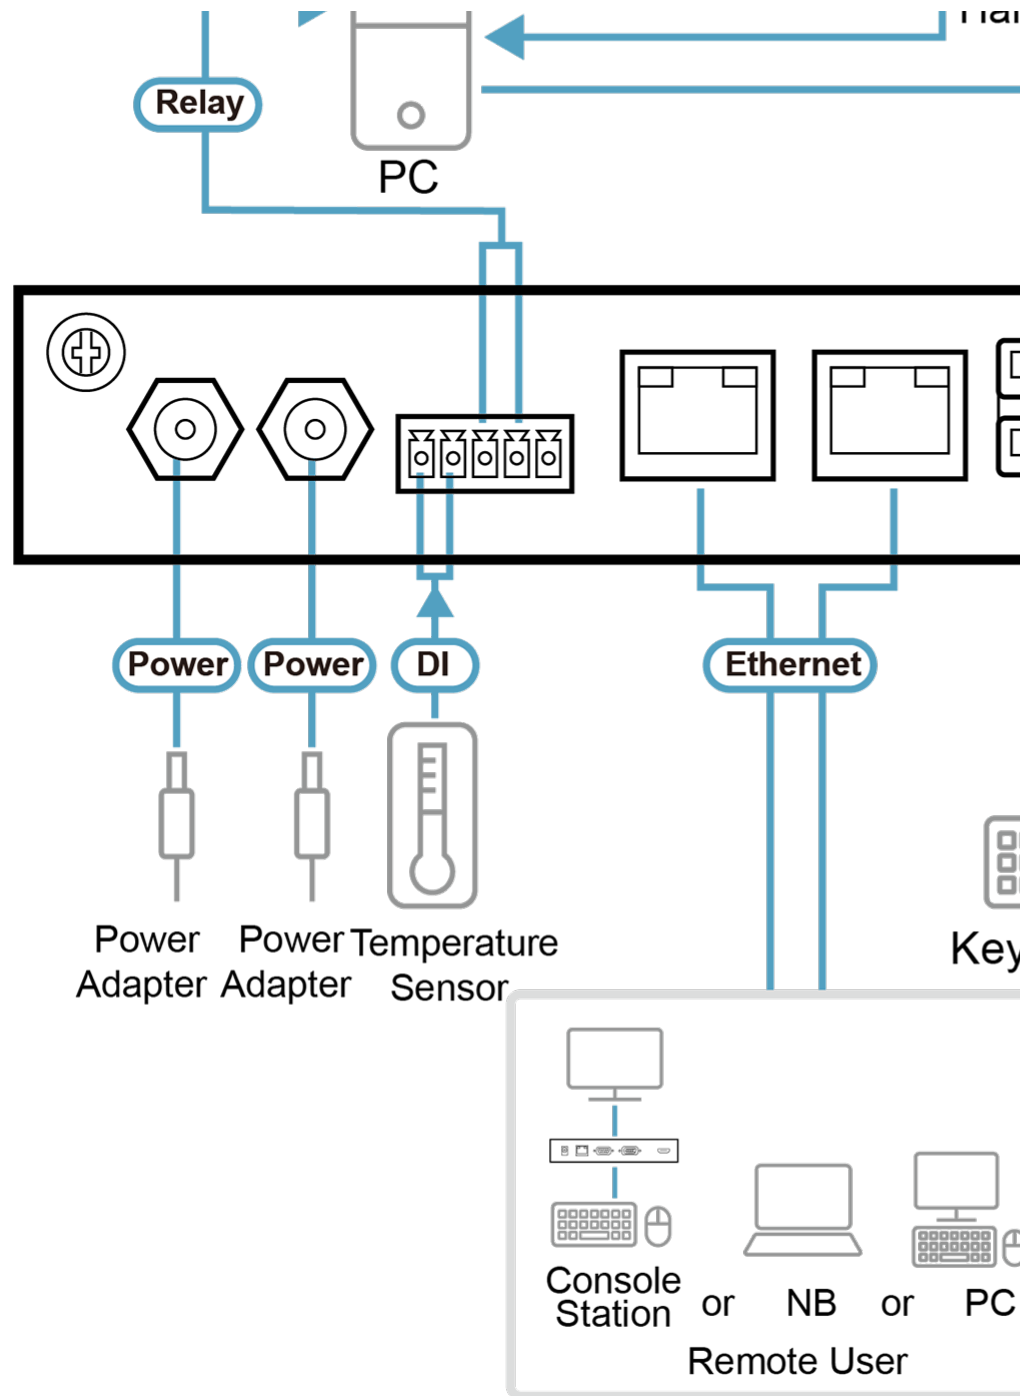 Relay
PC
Power
Power
DI
Ethernet
Power
Adapter
Power
Adapter
Temperature
Sensor
Key
Console
Station
or
NB
or
PC
Remote User